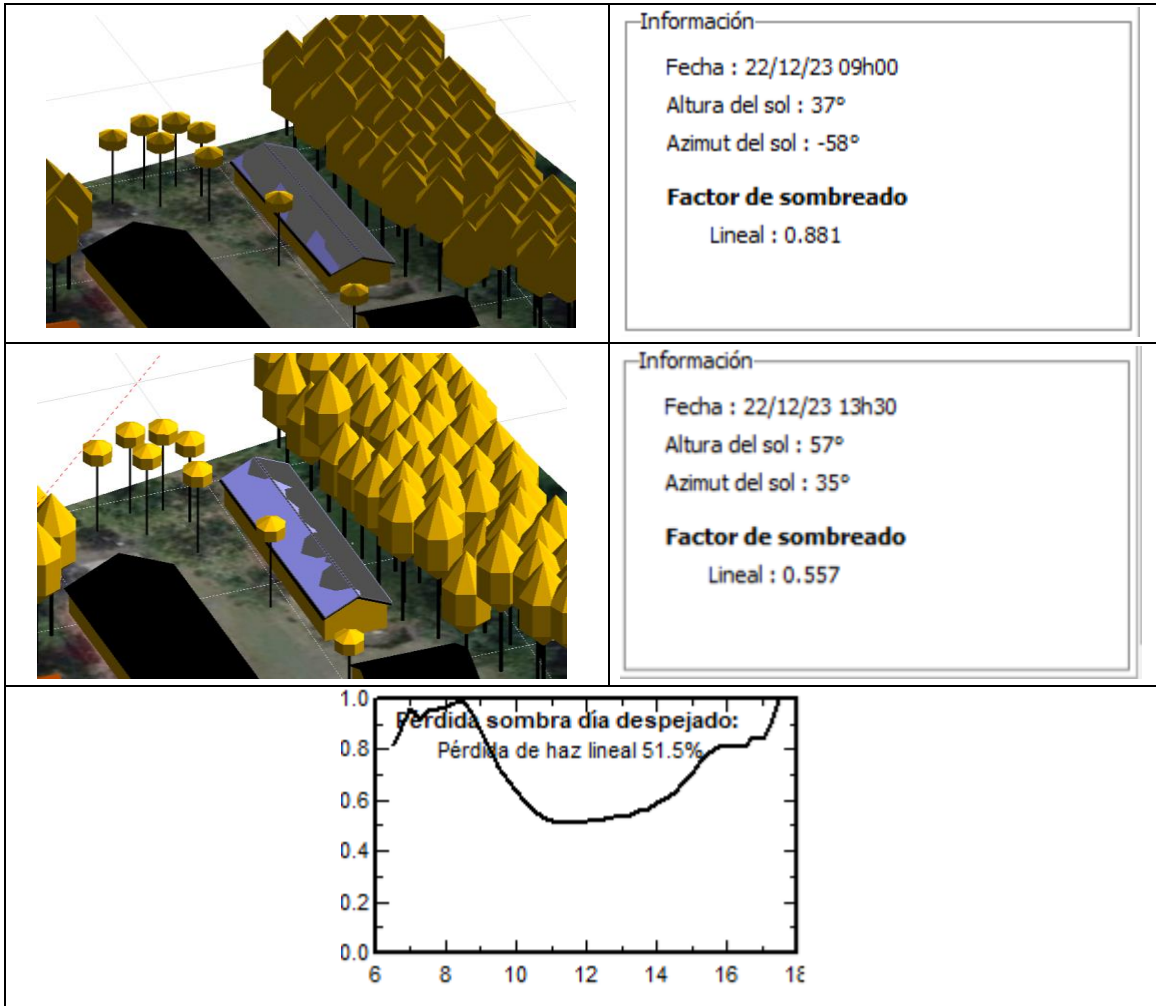 Información
Fecha : 22/12/23 09h00
Altura del sol : 37°
Azimut del sol : -58°
Factor de sombreado
Lineal : 0.881
Información
Fecha : 22/12/23 13h30
Altura del sol : 57°
Azimut del sol : 35°
Factor de sombreado
Lineal : 0.557
1.0
Pérdida sombra día despejado:
0.8
Pérdida de haz lineal 51.5%
0.6
0.4
0.2
0.0
6 8 10 12 14 16 18